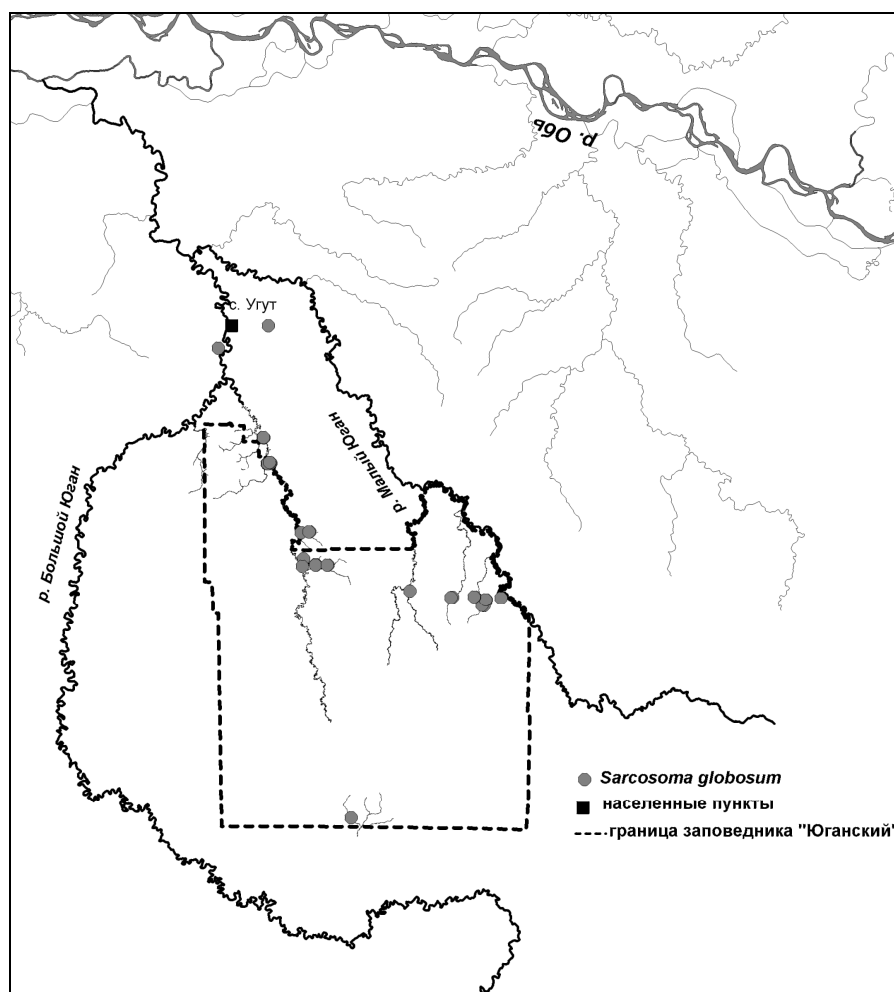 р. Обь
с. Угут
р. Малый Юган
р. Большой Юган
Sarcosoma globosum
населенные пункты
граница заповедника "Юганский"